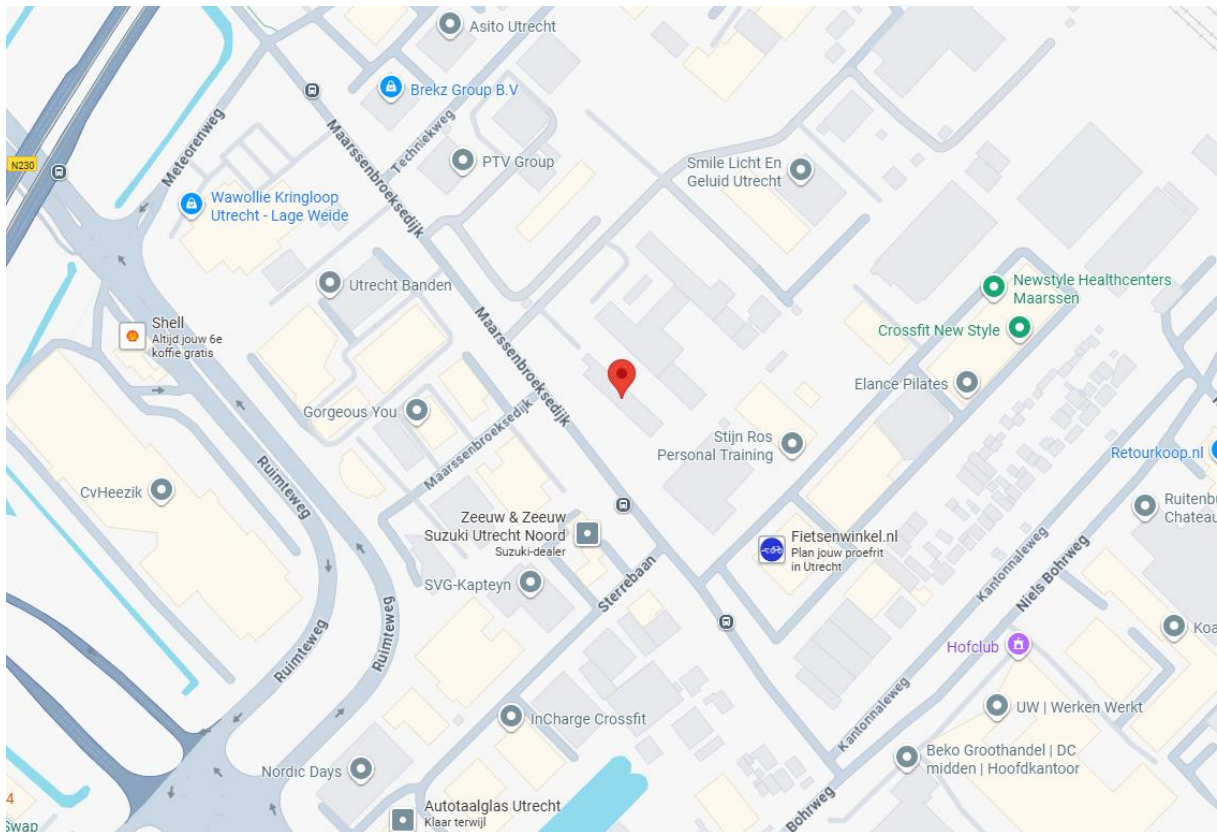 Asito Utrecht
Brekz Group B.V
Techniekweg
PTV Group
Maarssenbroeksedijk
Meteorenweg
N230
Smile Licht En
Geluid Utrecht
Wawollie Kringloop
Utrecht - Lage Weide
Utrecht Banden
Newstyle Healthcenters
Maarssen
Shell
Altijd jouw 6e
koffie gratis
Maarssenbroeksedijk
Crossfit New Style
Elance Pilates
Gorgeous You
Maarssenbroeksedijk
Stijn Ros
Personal Training
Retourkoop.nl
CvHeezik
Ruimteweg
Zeeuw & Zeeuw
Suzuki Utrecht Noord
Suzuki-dealer
Fietsenwinkel.nl
Plan jouw proefrit
in Utrecht
Chateau
SVG-Kapteyn
Sterrebaan
Kantonnaleweg
Niels Bohrweg
Ruimteweg
Ruimteweg
Hofclub
Kantonnaleweg
UW | Werken Werkt
InCharge Crossfit
Beko Groothandel | DC
midden | Hoofdkantoor
Nordic Days
Autotaalglas Utrecht
Klaar terwijl
Bohrweg
4